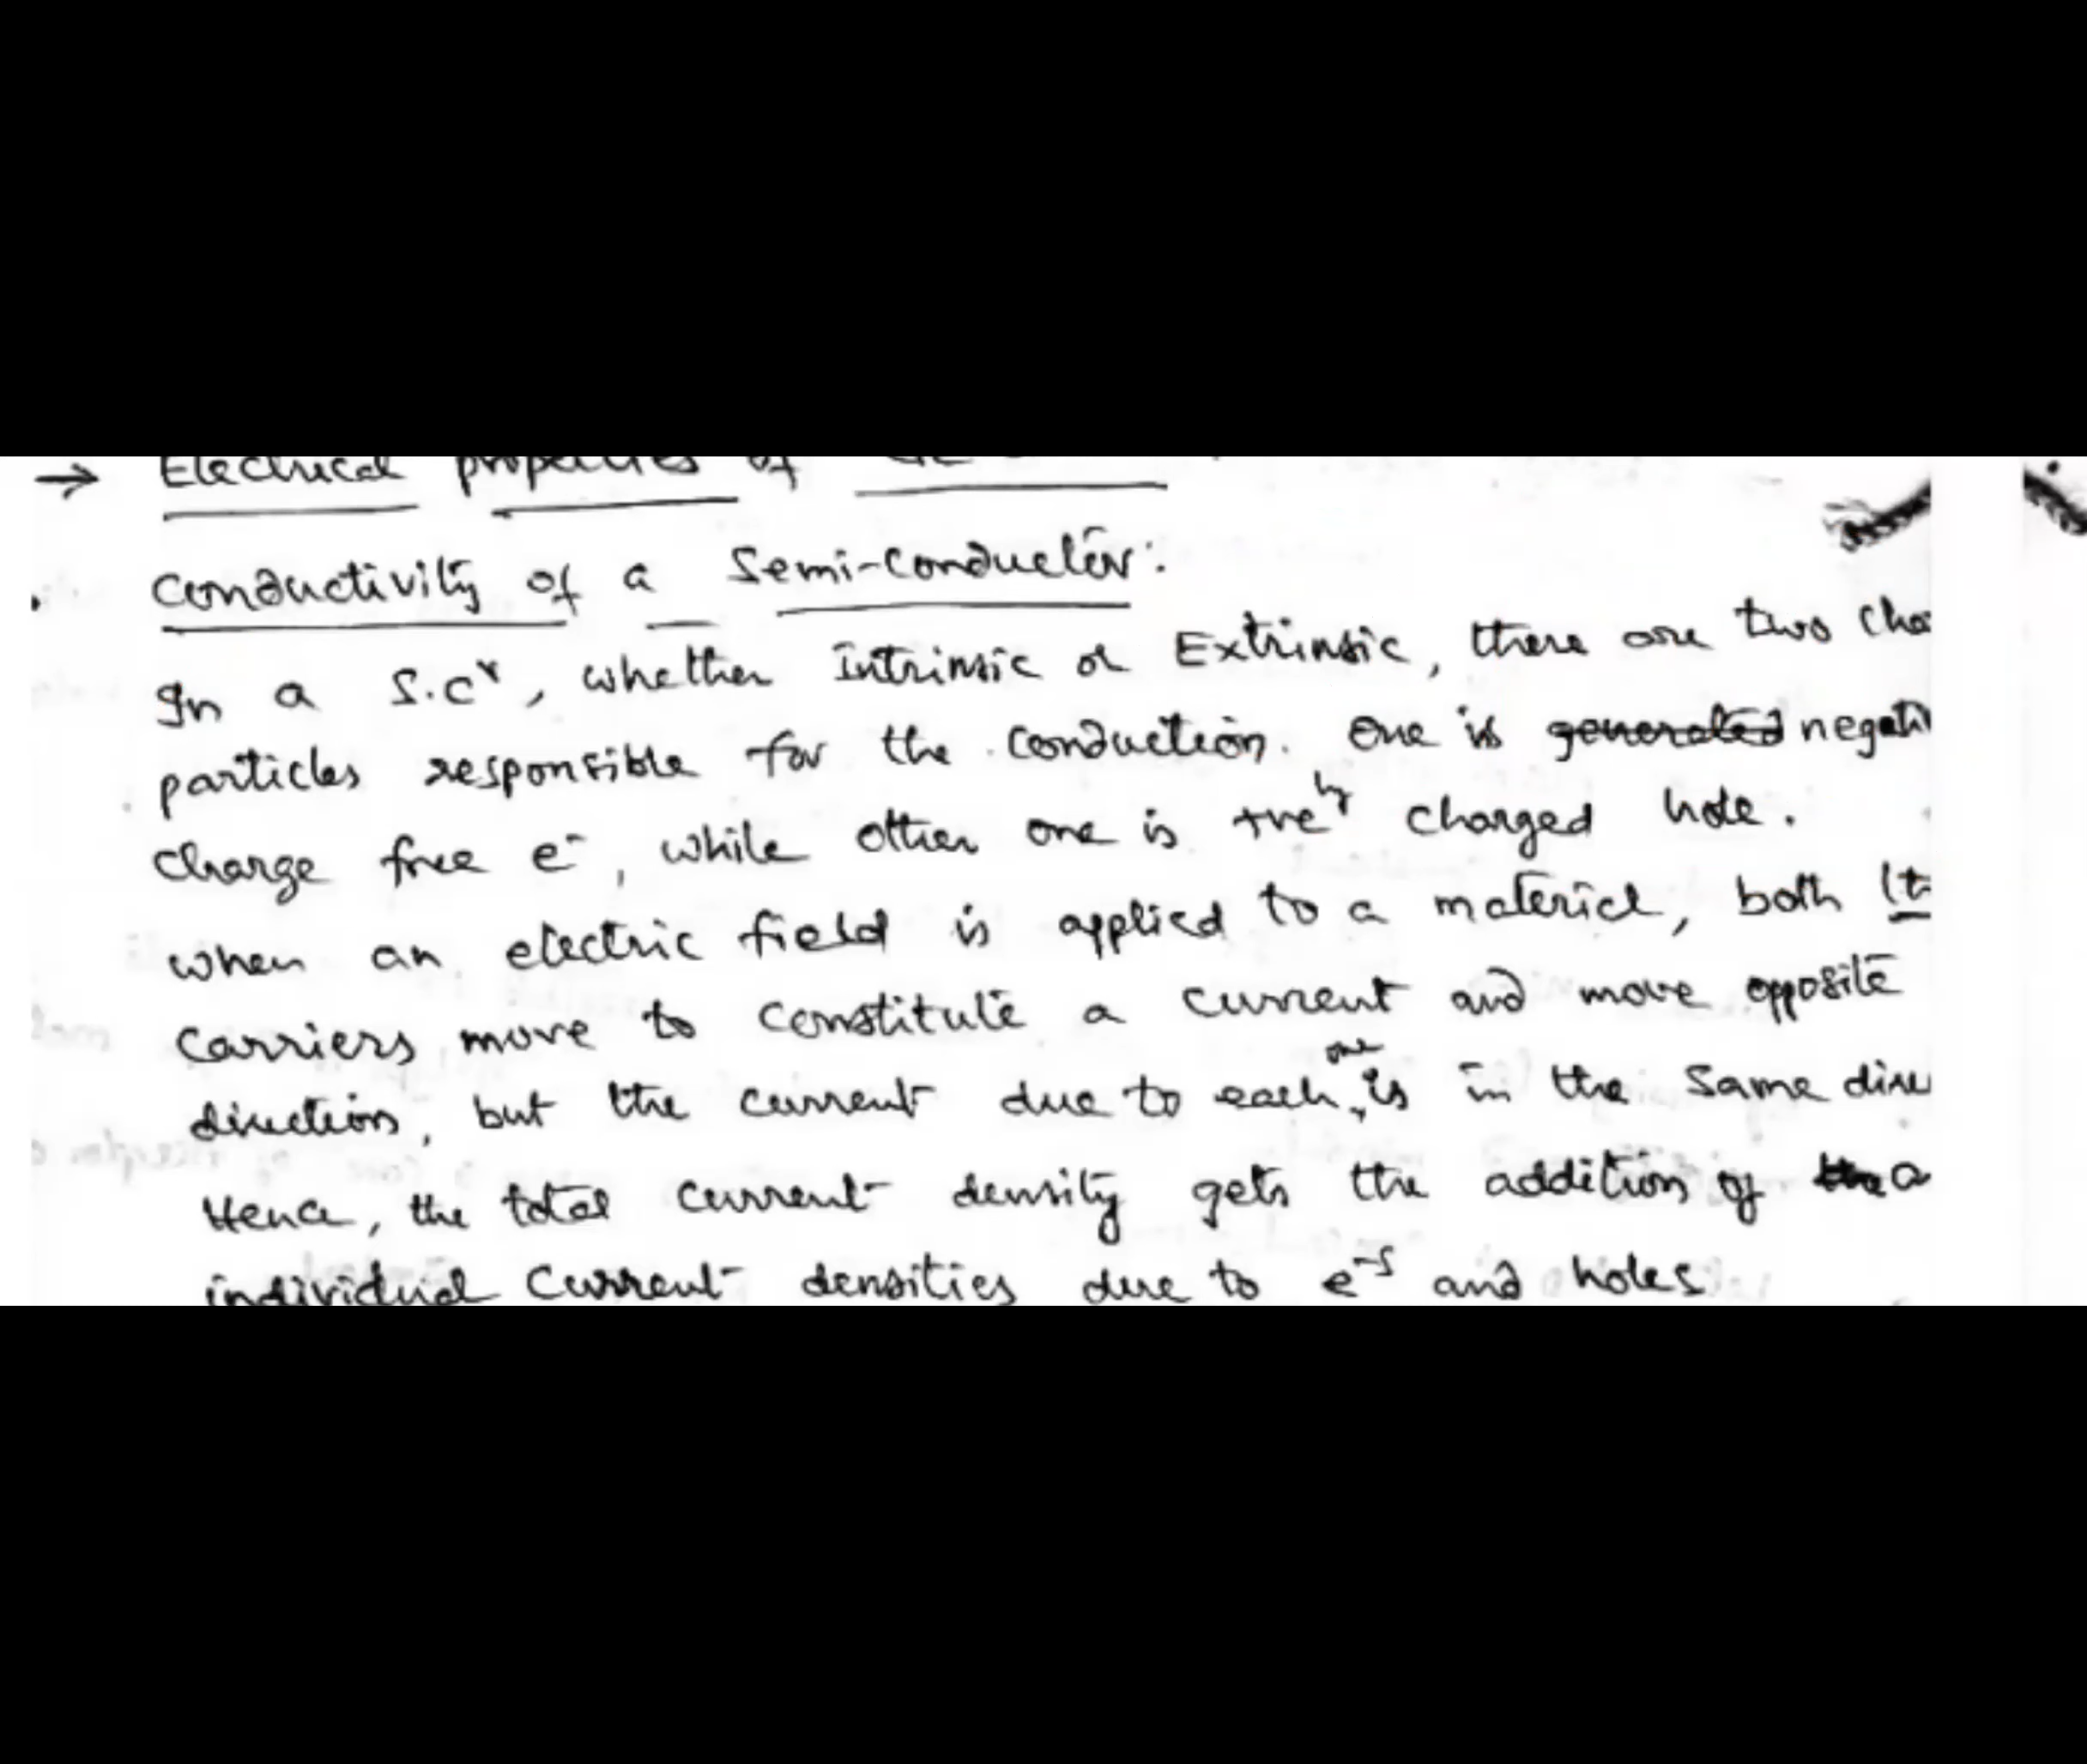 → Electrical properties of
Conductivity of a Semi-Conductor:
In a S.Cr, whether Intrinsic or Extrinsic, there are two cha
particles responsible for the conduction. One is generated negati
charge free e-, while other one is +vely charged hole.
when an electric field is applied to a material, both
carriers move to constitute a current and move opposite
direction, but the current due to each one is in the same dire
Hence, the total current density gets the addition of the
individual current densities due to e-s and holes